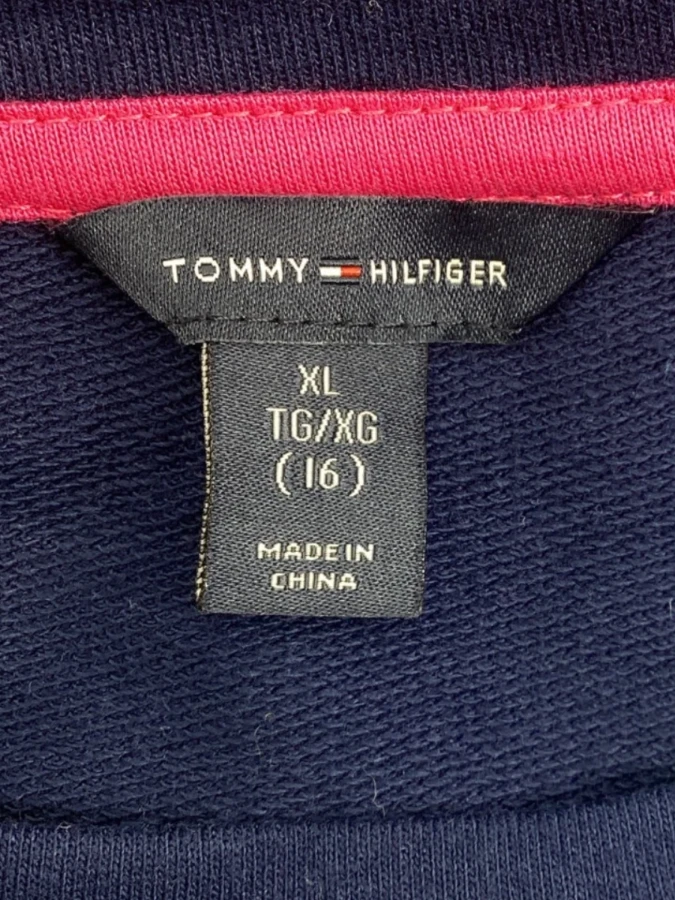 TOMMY HILFIGER
XL
TG/XG
(16)
MADE IN
CHINA